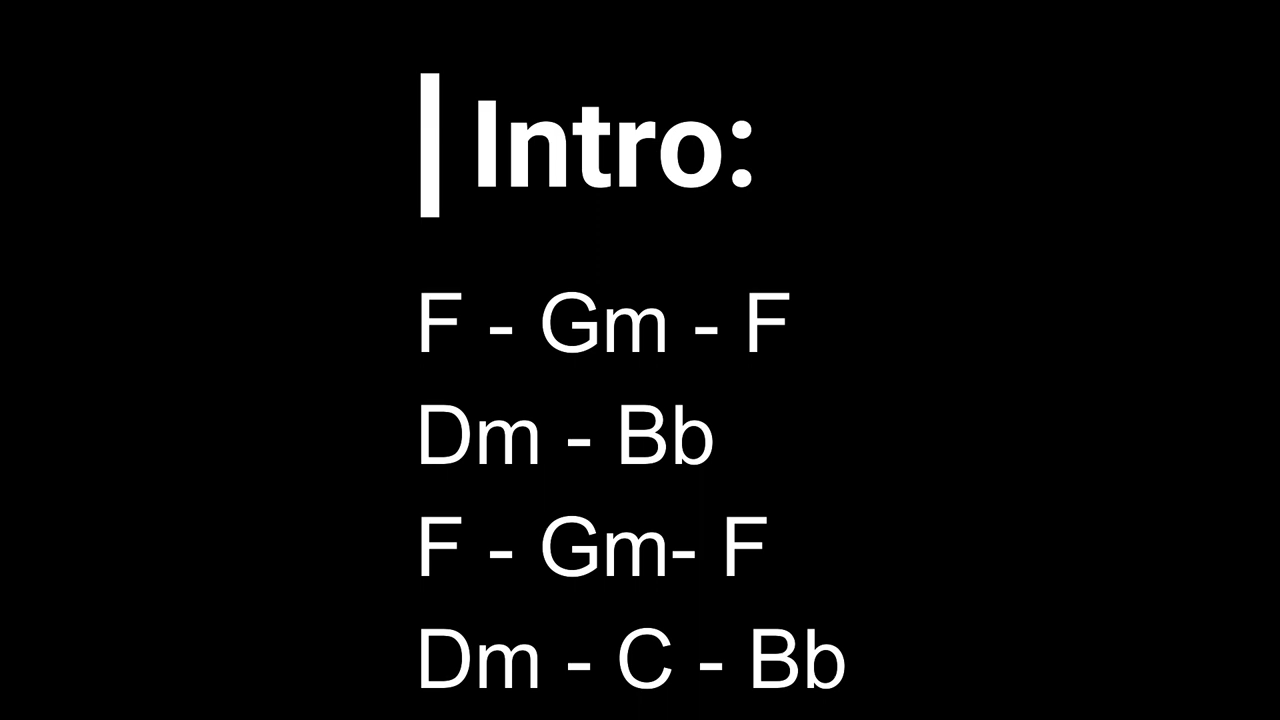 Intro:
F - Gm - F
Dm - Bb
F - Gm- F
Dm - C - Bb